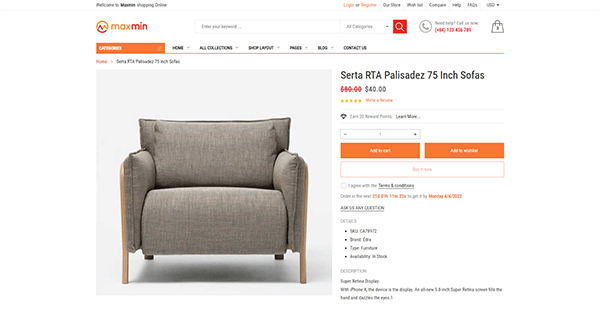 Welcome to Maxmin shopping Online
Login or Register Our Store Wish list Compare Help FAQs USD
maxmin
Enter your keyword ... All Categories
Need help? Call us now:
(+84) 123 456 789
CATEGORIES HOME ALL COLLECTIONS SHOP LAYOUT PAGES BLOG CONTACT US
Home > Serta RTA Palisadez 75 Inch Sofas
Serta RTA Palisadez 75 Inch Sofas
$80.00 $40.00
Write a Review
Earn 20 Reward Points. Learn More...
− 1 +
Add to cart Add to wishlist
Buy it now
I agree with the Terms & conditions
Order in the next 21D 01h 11m 22s to get it by Monday 4/4/2022
ASK US ANY QUESTION
DETAILS
SKU: CA78972
Brand: Edra
Type: Furniture
Availability: In Stock
DESCRIPTION
Super Retina Display:
With iPhone X, the device is the display. An all-new 5.8-inch Super Retina screen fills the
hand and dazzles the eyes.1